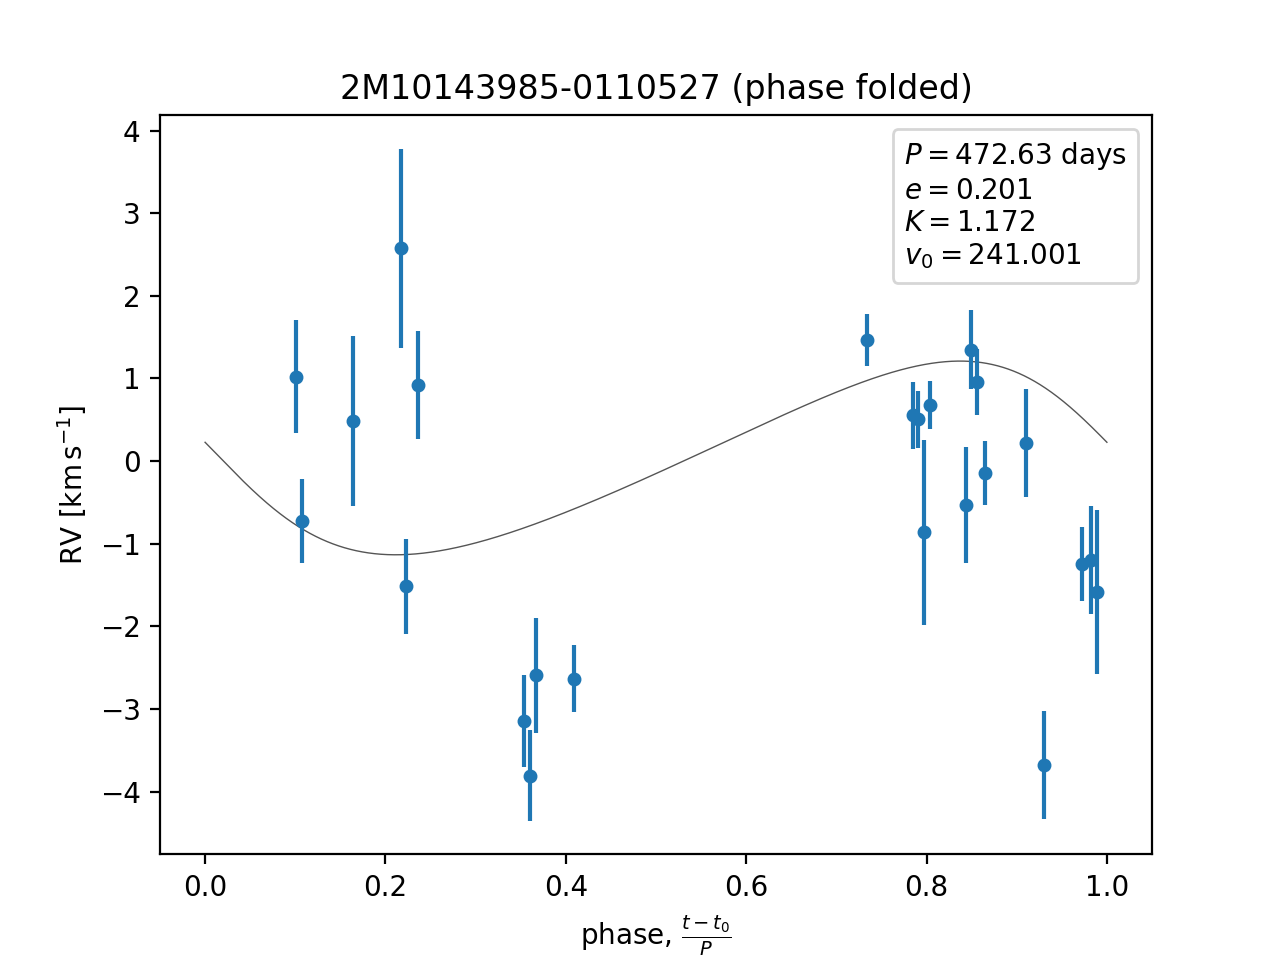 2M10143985-0110527 (phase folded)
P = 472.63 days
e = 0.201
K = 1.172
v₀ = 241.001
4
3
2
1
0
−1
−2
−3
−4
RV [km s⁻¹]
0.0 0.2 0.4 0.6 0.8 1.0
phase, (t − t₀)/P